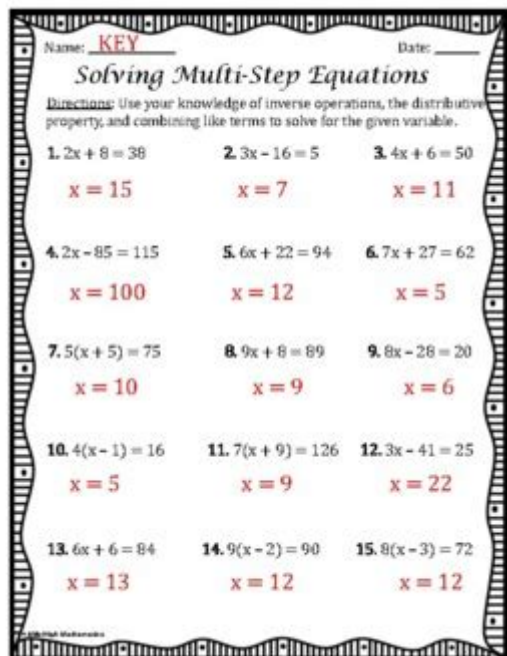 Name: KEY Date:
Solving Multi-Step Equations
Directions: Use your knowledge of inverse operations, the distributive
property, and combining like terms to solve for the given variable.
1. 2x + 8 = 38 2. 3x – 16 = 5 3. 4x + 6 = 50
x = 15 x = 7 x = 11
4. 2x – 85 = 115 5. 6x + 22 = 94 6. 7x + 27 = 62
x = 100 x = 12 x = 5
7. 5(x + 5) = 75 8. 9x + 8 = 89 9. 8x – 28 = 20
x = 10 x = 9 x = 6
10. 4(x – 1) = 16 11. 7(x + 9) = 126 12. 3x – 41 = 25
x = 5 x = 9 x = 22
13. 6x + 6 = 84 14. 9(x – 2) = 90 15. 8(x – 3) = 72
x = 13 x = 12 x = 12
Mathematics